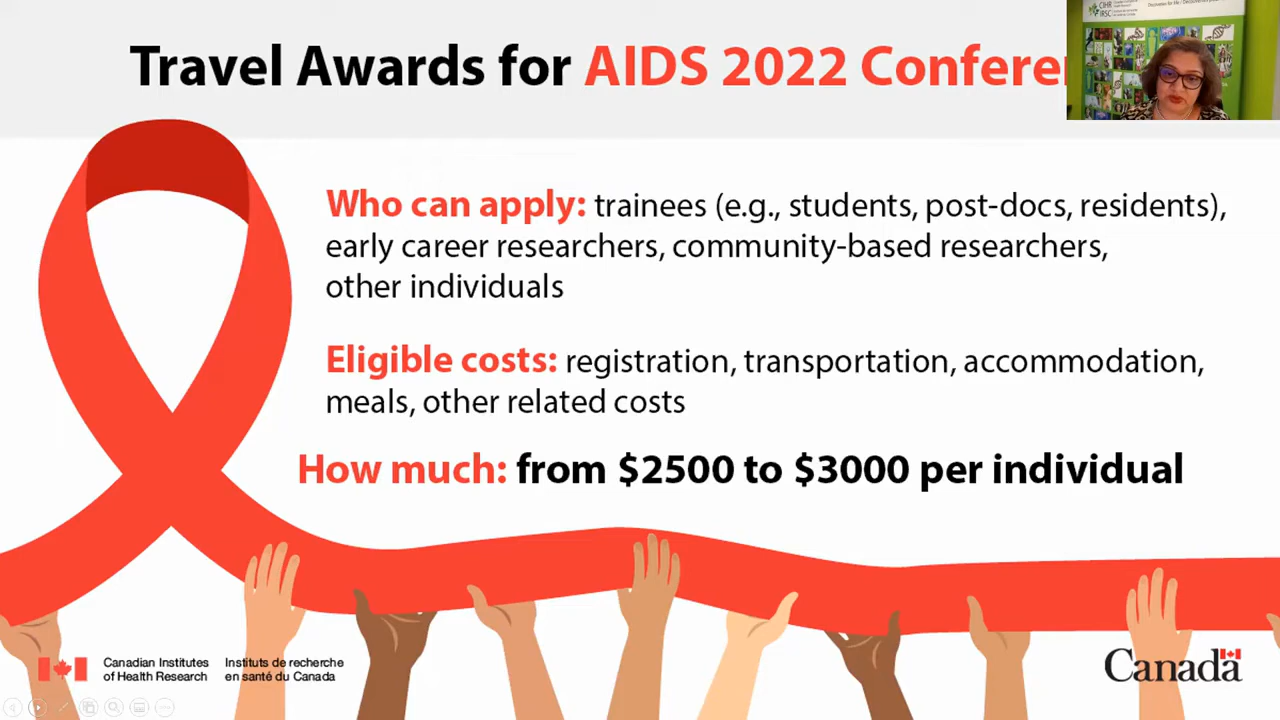 Travel Awards for AIDS 2022 Confere
CIHR
IRSC
Who can apply: trainees (e.g., students, post-docs, residents),
early career researchers, community-based researchers,
other individuals
Eligible costs: registration, transportation, accommodation,
meals, other related costs
How much: from $2500 to $3000 per individual
Canadian Institutes
of Health Research
Instituts de recherche
en santé du Canada
Canada